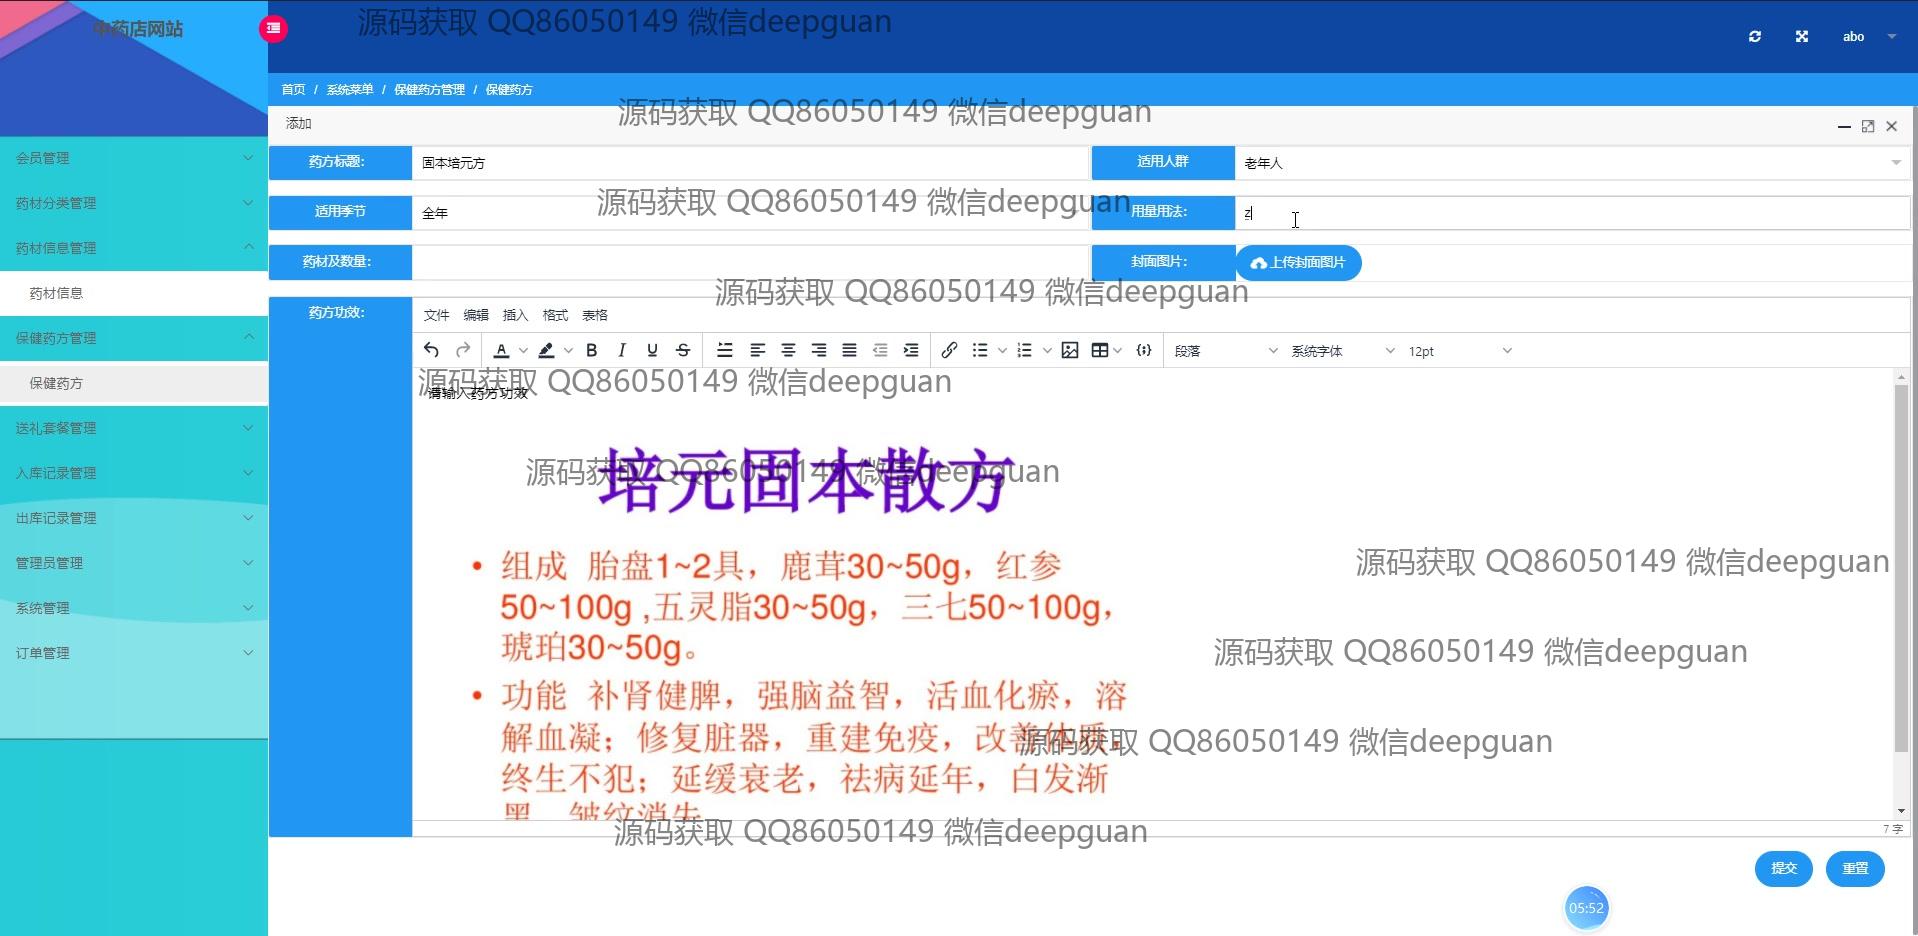 中药店网站
源码获取 QQ86050149 微信deepguan
abo
首页 / 系统菜单 / 保健药方管理 / 保健药方
源码获取 QQ86050149 微信deepguan
添加
会员管理
药材分类管理
药材信息管理
药材信息
保健药方管理
保健药方
送礼套餐管理
入库记录管理
出库记录管理
管理员管理
系统管理
订单管理
药方标题: 固本培元方 适用人群 老年人
源码获取 QQ86050149 微信deepguan
适用季节 全年 用量用法: z
药材及数量: 封面图片: 上传封面图片
源码获取 QQ86050149 微信deepguan
药方功效: 文件 编辑 插入 格式 表格
段落 系统字体 12pt
源码获取 QQ86050149 微信deepguan
请输入药方功效
源码获取 QQ86050149 微信deepguan
培元固本散方
• 组成 胎盘1~2具，鹿茸30~50g，红参
50~100g ,五灵脂30~50g，三七50~100g，
琥珀30~50g。
源码获取 QQ86050149 微信deepguan
源码获取 QQ86050149 微信deepguan
• 功能 补肾健脾，强脑益智，活血化瘀，溶
解血凝；修复脏器，重建免疫，改善体质，
源码获取 QQ86050149 微信deepguan
终生不犯；延缓衰老，祛病延年，白发渐
黑，皱纹消失
源码获取 QQ86050149 微信deepguan
7 字
提交 重置
05:52